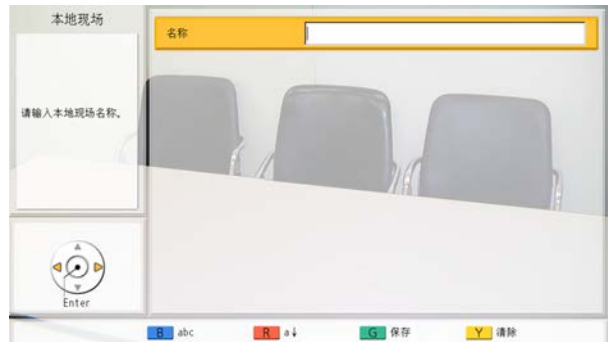 本地现场
名称
请输入本地现场名称。
Enter
B abc
R a↓
G 保存
Y 清除